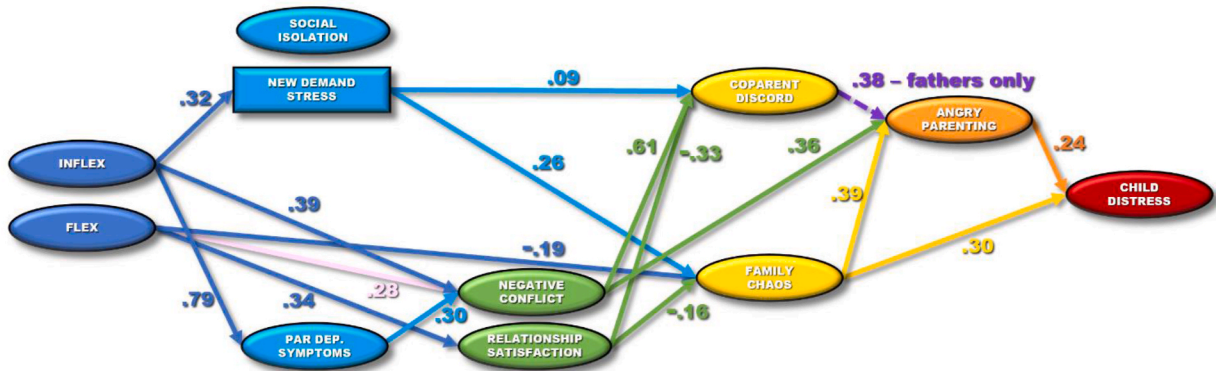 SOCIAL
ISOLATION
NEW DEMAND
STRESS
.09
COPARENT
DISCORD
.38 – fathers only
ANGRY
PARENTING
.32
.61
-.33
.36
.24
INFLEX
.26
CHILD
DISTRESS
.39
.39
FLEX
-.19
.30
NEGATIVE
CONFLICT
FAMILY
CHAOS
.79
.34
.28
.30
-.16
PAR DEP.
SYMPTOMS
RELATIONSHIP
SATISFACTION